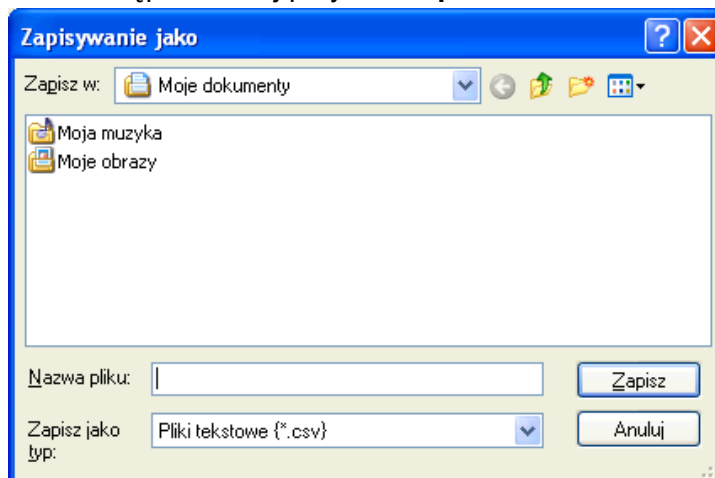 Zapisywanie jako
Zapisz w: Moje dokumenty
Moja muzyka
Moje obrazy
Nazwa pliku:
Zapisz
Zapisz jako typ: Pliki tekstowe {*.csv}
Anuluj